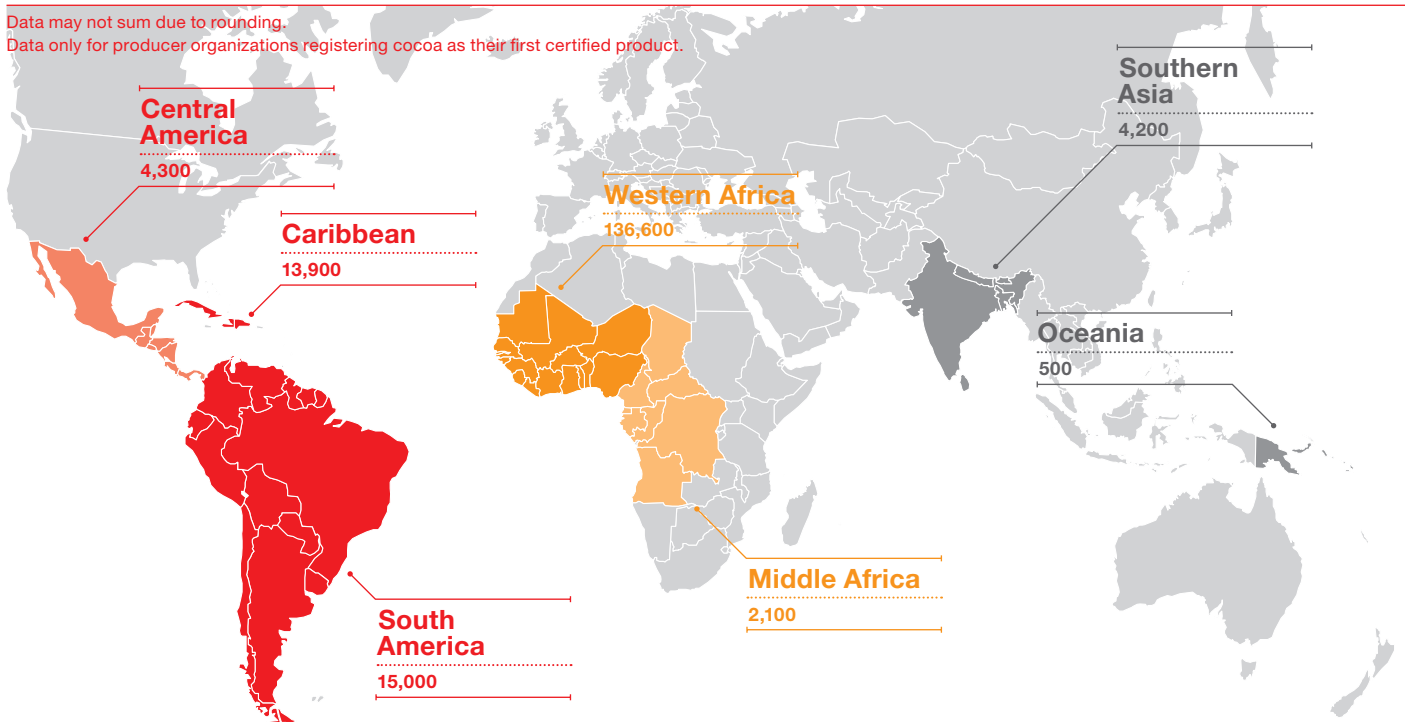 Data may not sum due to rounding.
Data only for producer organizations registering cocoa as their first certified product.
Central
America
4,300
Caribbean
13,900
South
America
15,000
Western Africa
136,600
Middle Africa
2,100
Southern
Asia
4,200
Oceania
500